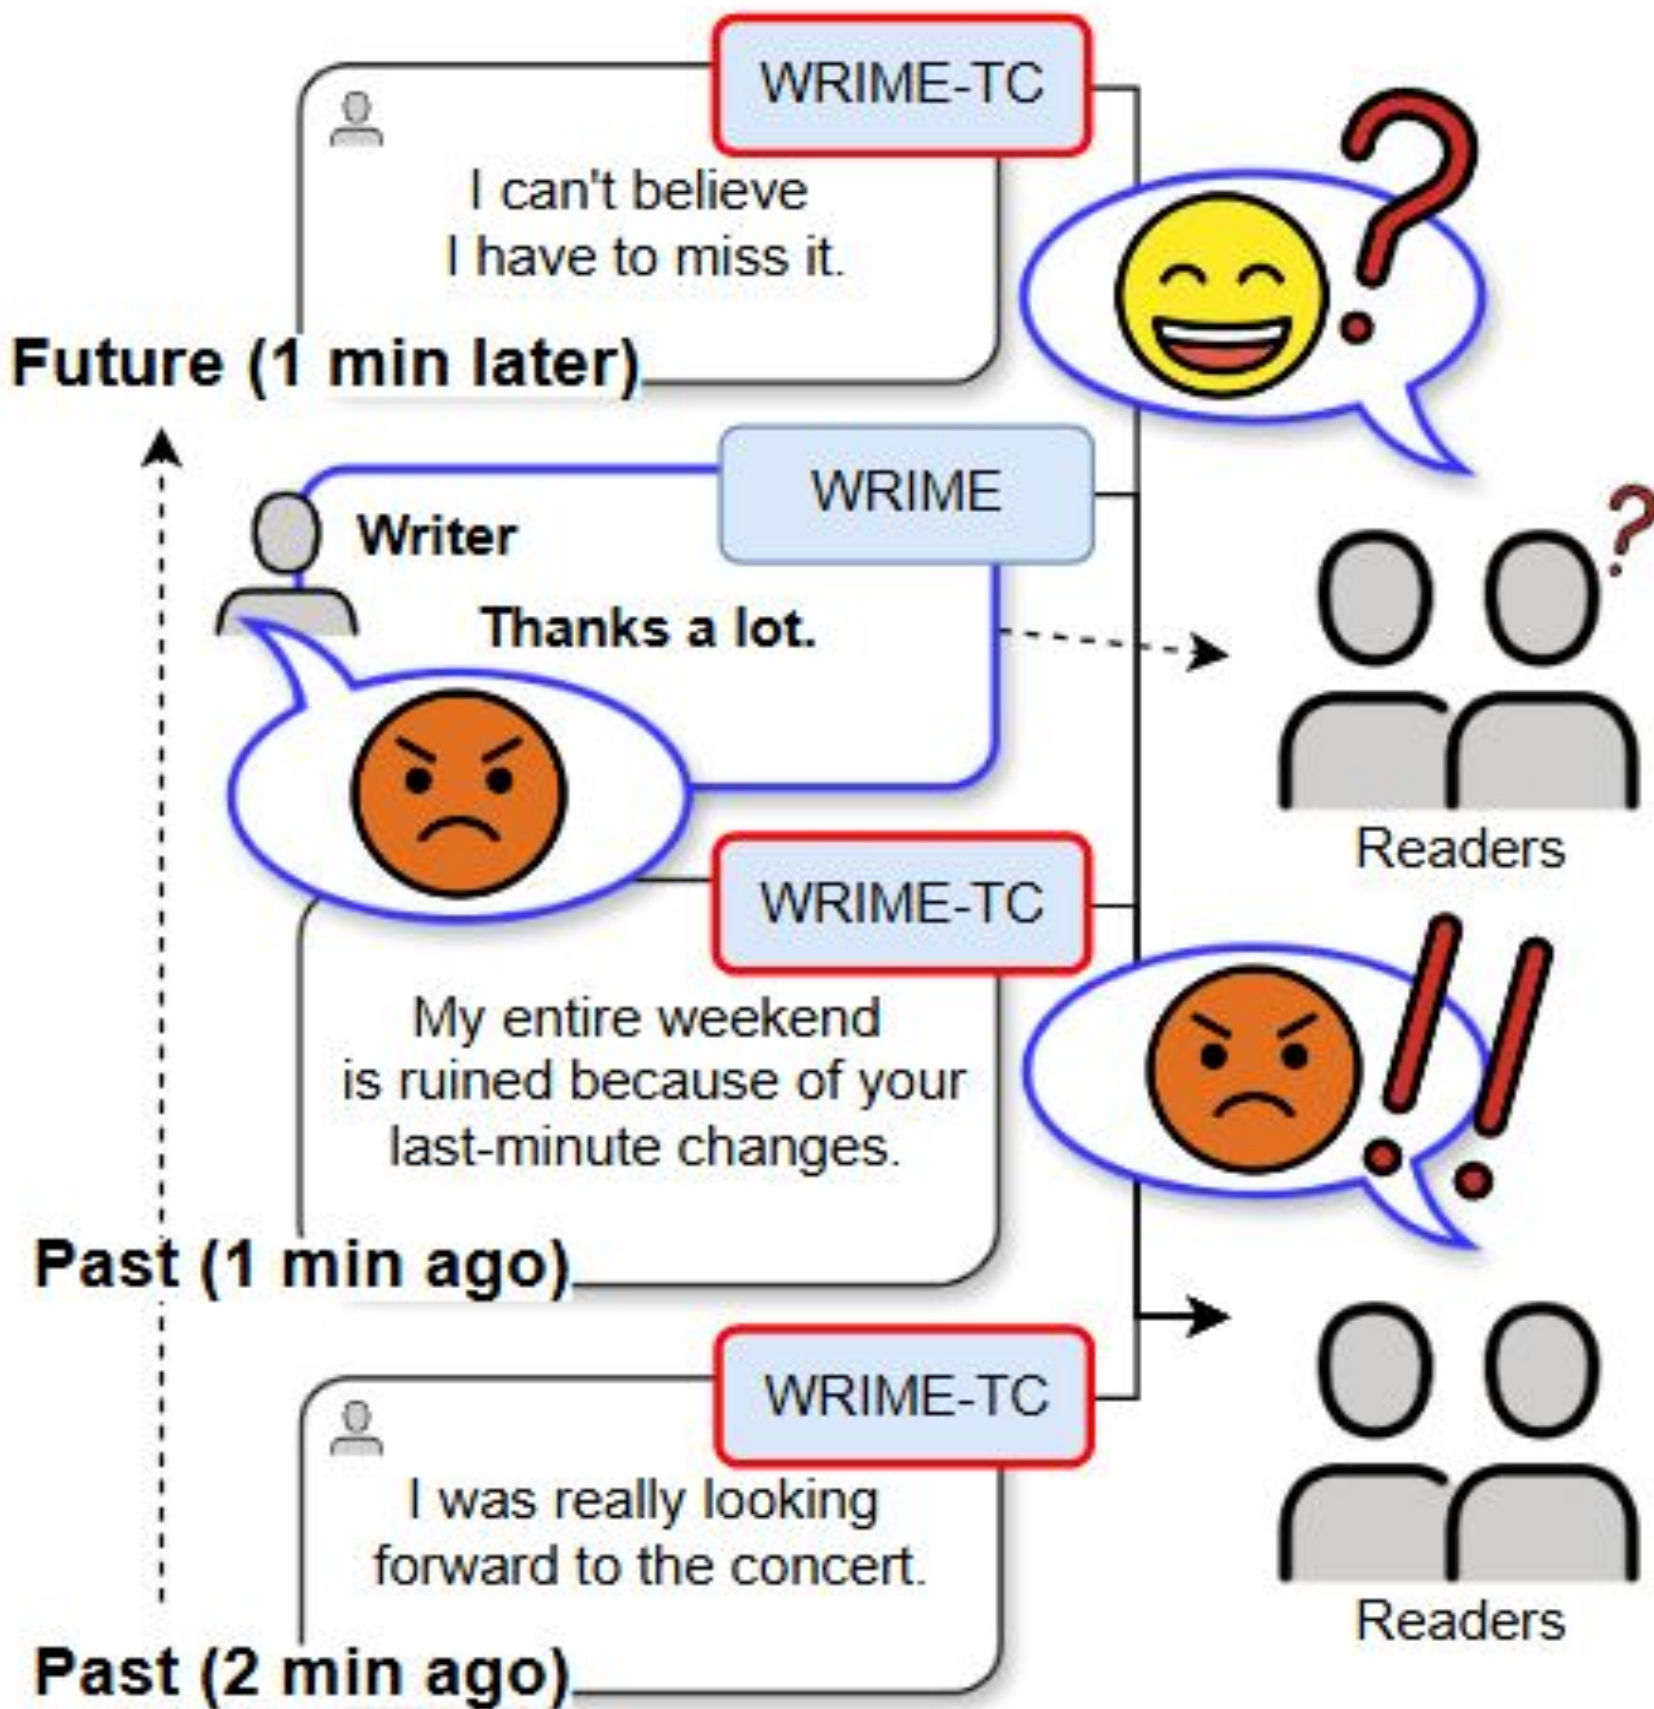 WRIME-TC
I can't believe
I have to miss it.
Future (1 min later)
WRIME
Writer
Thanks a lot.
Readers
WRIME-TC
My entire weekend
is ruined because of your
last-minute changes.
Past (1 min ago)
WRIME-TC
I was really looking
forward to the concert.
Readers
Past (2 min ago)